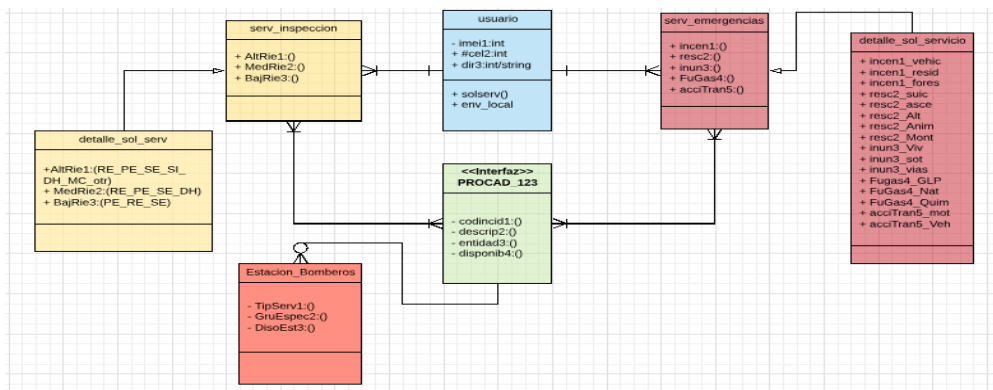 serv_inspeccion
+ AltRie1:()
+ MedRie2:()
+ BajRie3:()
usuario
- imei1:int
+ #cel2:int
+ dir3:int/string
+ solserv()
+ env_local
serv_emergencias
+ incen1:()
+ resc2:()
+ inun3:()
+ FuGas4:()
+ acciTran5:()
detalle_sol_servicio
+ incen1_vehic
+ incen1_resid
+ incen1_fores
+ resc2_suic
+ resc2_asce
+ resc2_Alt
+ resc2_Anim
+ resc2_Mont
+ inun3_Viv
+ inun3_sot
+ inun3_vias
+ Fugas4_GLP
+ FuGas4_Nat
+ FuGas4_Quim
+ acciTran5_mot
+ acciTran5_Veh
detalle_sol_serv
+AltRie1:(RE_PE_SE_SI_
DH_MC_otr)
+ MedRie2:(RE_PE_SE_DH)
+ BajRie3:(PE_RE_SE)
<<Interfaz>>
PROCAD_123
- codincid1:()
- descrip2:()
- entidad3:()
- disponib4:()
Estacion_Bomberos
- TipServ1:()
- GruEspec2:()
- DisoEst3:()